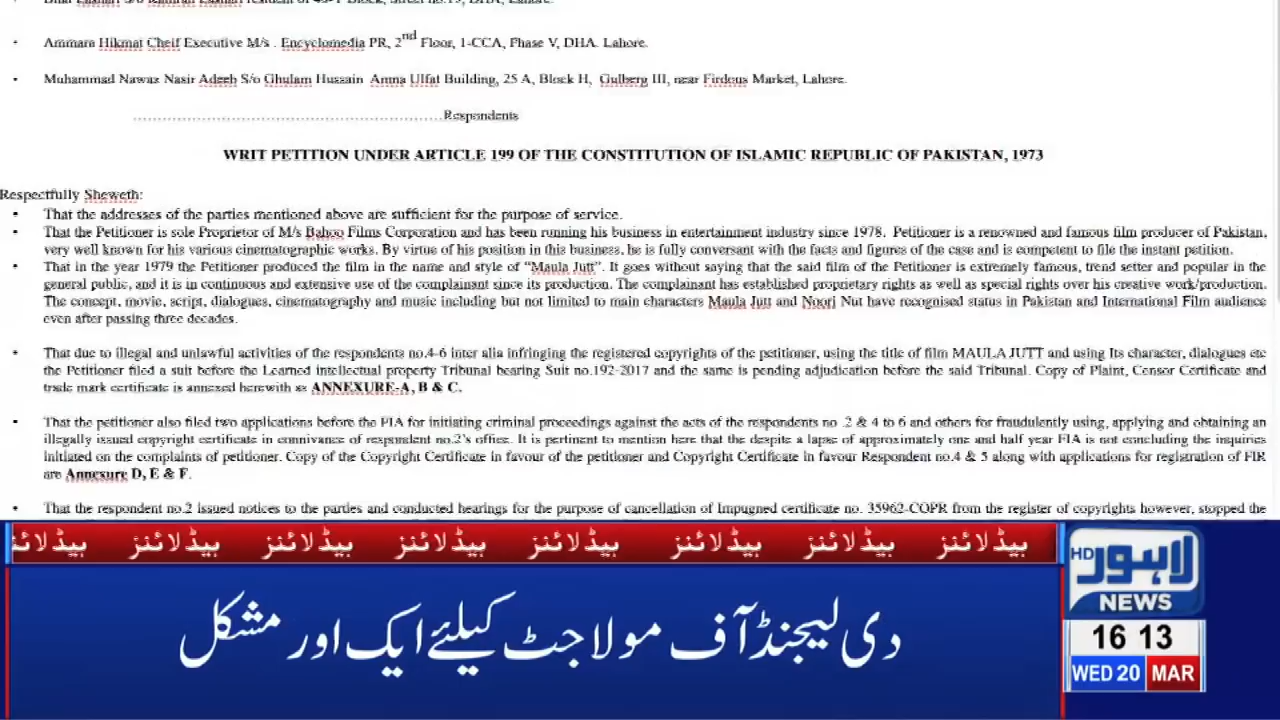 Ammara Hikmat Cheif Executive M/s . Encyclomedia PR, 2nd Floor, 1-CCA, Phase V, DHA. Lahore.
Muhammad Nawaz Nasir Adeeb S/o Ghulam Hussain Amna Ulfat Building, 25 A, Block H, Gulberg III, near Firdous Market, Lahore.
Respondents
WRIT PETITION UNDER ARTICLE 199 OF THE CONSTITUTION OF ISLAMIC REPUBLIC OF PAKISTAN, 1973
Respectfully Sheweth:
That the addresses of the parties mentioned above are sufficient for the purpose of service.
That the Petitioner is sole Proprietor of M/s Bahoo Films Corporation and has been running his business in entertainment industry since 1978. Petitioner is a renowned and famous film producer of Pakistan,
very well known for his various cinematographic works. By virtue of his position in this business, he is fully conversant with the facts and figures of the case and is competent to file the instant petition.
That in the year 1979 the Petitioner produced the film in the name and style of “Maula Jutt”. It goes without saying that the said film of the Petitioner is extremely famous, trend setter and popular in the
general public, and it is in continuous and extensive use of the complainant since its production. The complainant has established proprietary rights as well as special rights over his creative work/production.
The concept, movie, script, dialogues, cinematography and music including but not limited to main characters Maula Jutt and Noori Nut have recognised status in Pakistan and International Film audience
even after passing three decades.
That due to illegal and unlawful activities of the respondents no.4-6 inter alia infringing the registered copyrights of the petitioner, using the title of film MAULA JUTT and using Its character, dialogues etc
the Petitioner filed a suit before the Learned intellectual property Tribunal bearing Suit no.192-2017 and the same is pending adjudication before the said Tribunal. Copy of Plaint, Censor Certificate and
trade mark certificate is annexed herewith as ANNEXURE-A, B & C.
That the petitioner also filed two applications before the FIA for initiating criminal proceedings against the acts of the respondents no .2 & 4 to 6 and others for fraudulently using, applying and obtaining an
illegally issued copyright certificate in connivance of respondent no.2’s office. It is pertinent to mention here that the despite a lapse of approximately one and half year FIA is not concluding the inquiries
initiated on the complaints of petitioner. Copy of the Copyright Certificate in favour of the petitioner and Copyright Certificate in favour Respondent no.4 & 5 along with applications for registration of FIR
are Annexure D, E & F.
That the respondent no.2 issued notices to the parties and conducted hearings for the purpose of cancellation of Impugned certificate no. 35962-COPR from the register of copyrights however, stopped the
ہیڈلائنز ہیڈلائنز ہیڈلائنز ہیڈلائنز ہیڈلائنز ہیڈلائنز ہیڈلائنز ہیڈلائنز
دی لیجنڈ آف مولا جٹ کیلئے ایک اور مشکل
HD لاہور
NEWS
16 13
WED 20 MAR